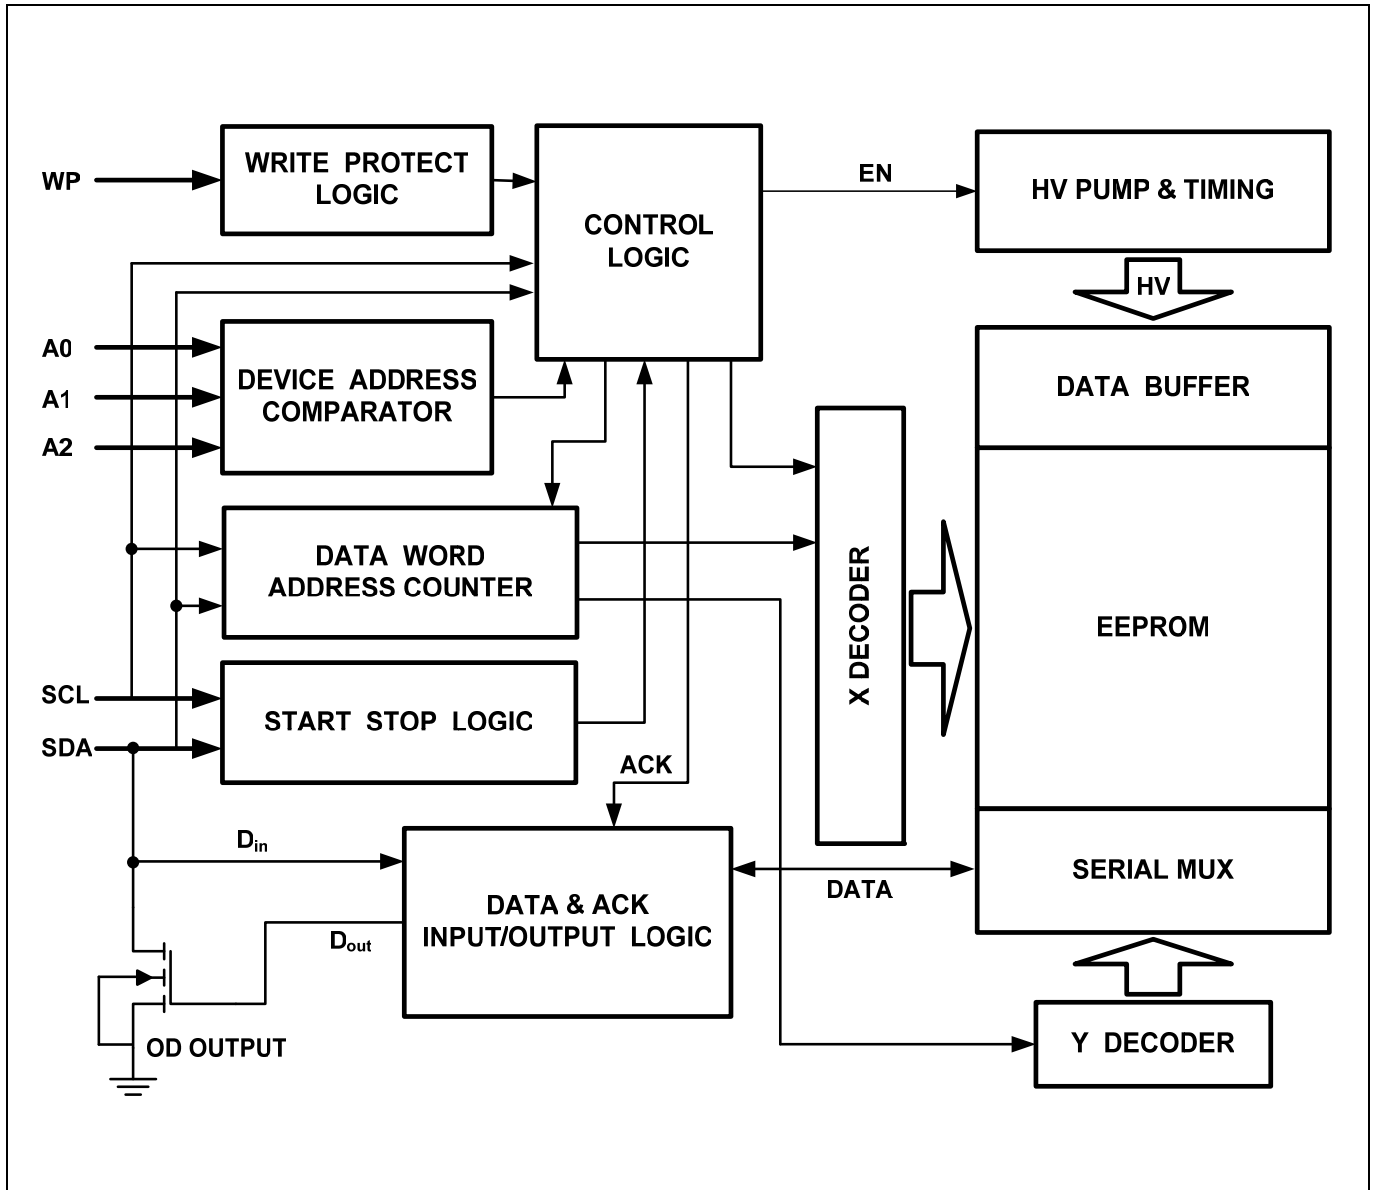 WP
WRITE PROTECT
LOGIC
CONTROL
LOGIC
EN
HV PUMP & TIMING
HV
A0
A1
A2
DEVICE ADDRESS
COMPARATOR
DATA BUFFER
DATA WORD
ADDRESS COUNTER
X DECODER
EEPROM
SCL
SDA
START STOP LOGIC
ACK
Din
DATA & ACK
INPUT/OUTPUT LOGIC
Dout
DATA
SERIAL MUX
OD OUTPUT
Y DECODER